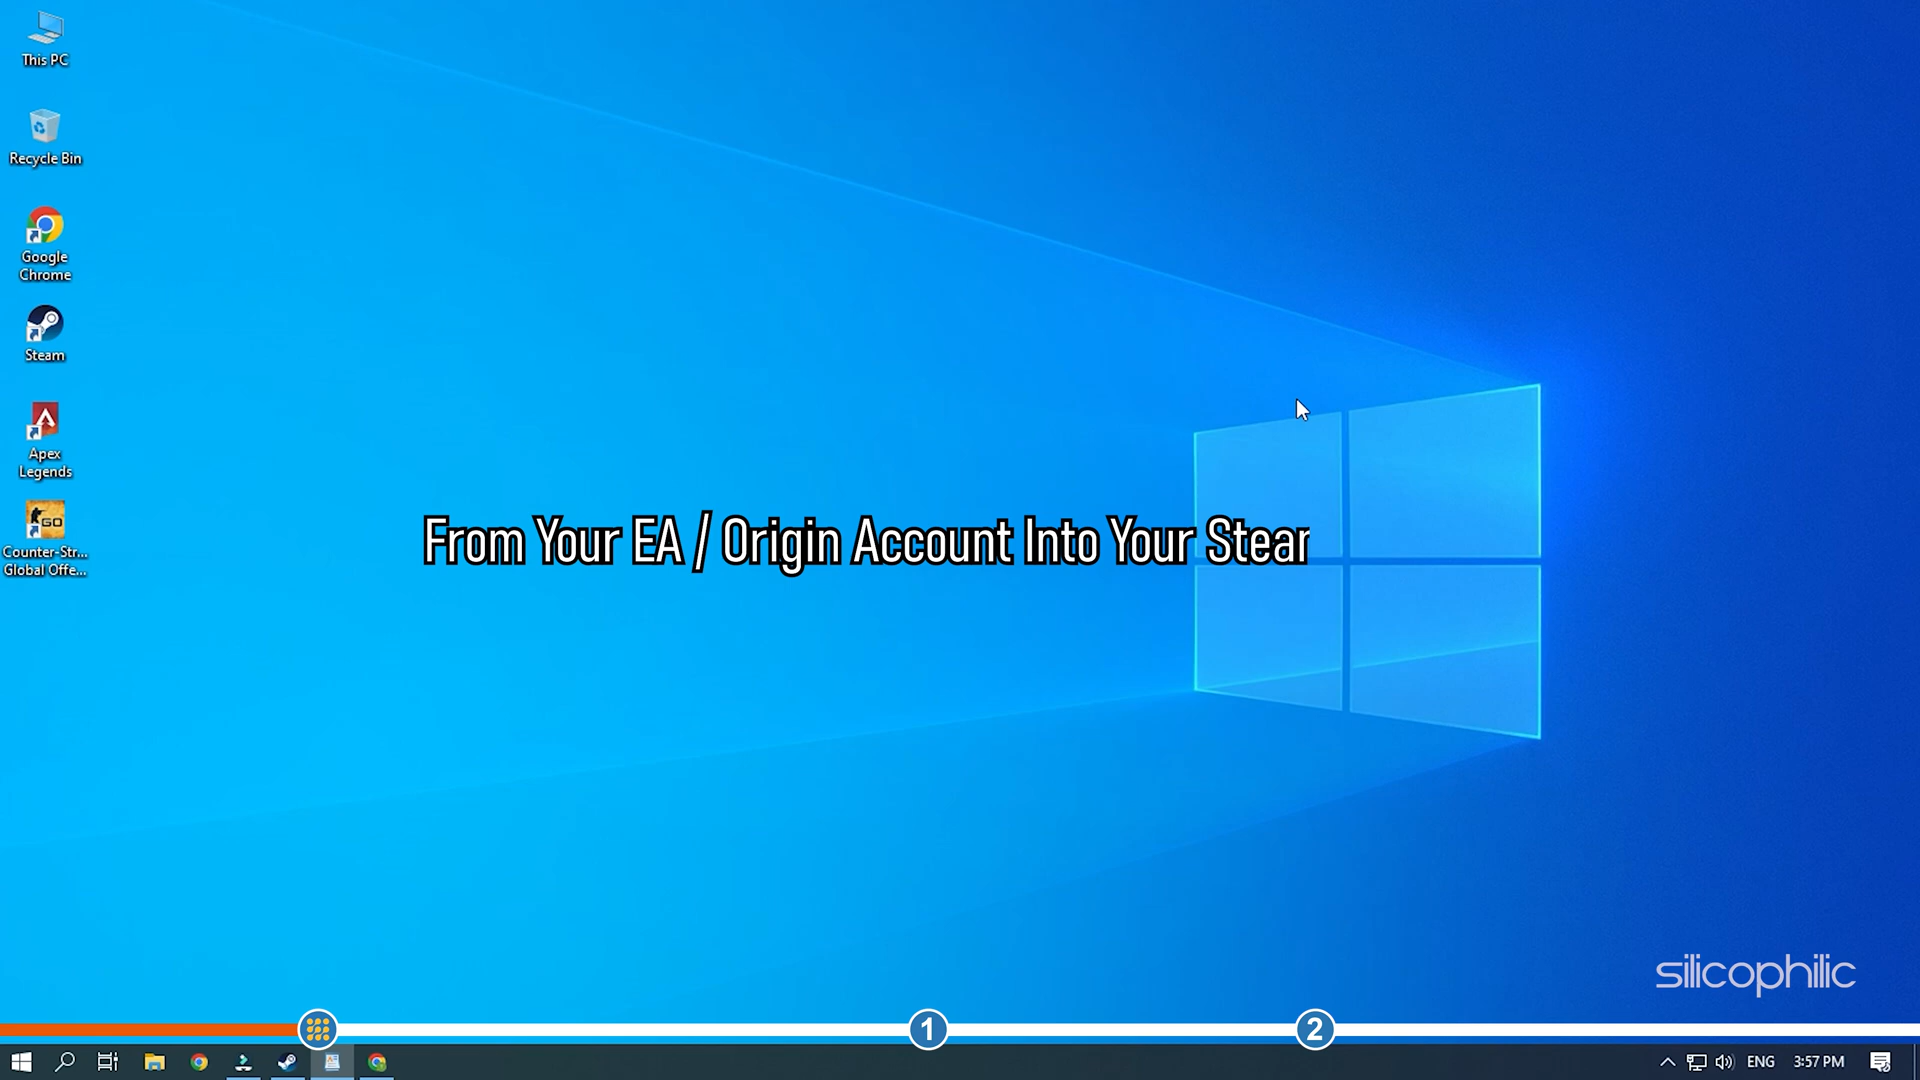 This PC
Recycle Bin
Google
Chrome
Steam
Apex
Legends
GO
Counter-Str...
Global Offe...
From Your EA / Origin Account Into Your Stear
silicophilic
1
2
ENG
3:57 PM